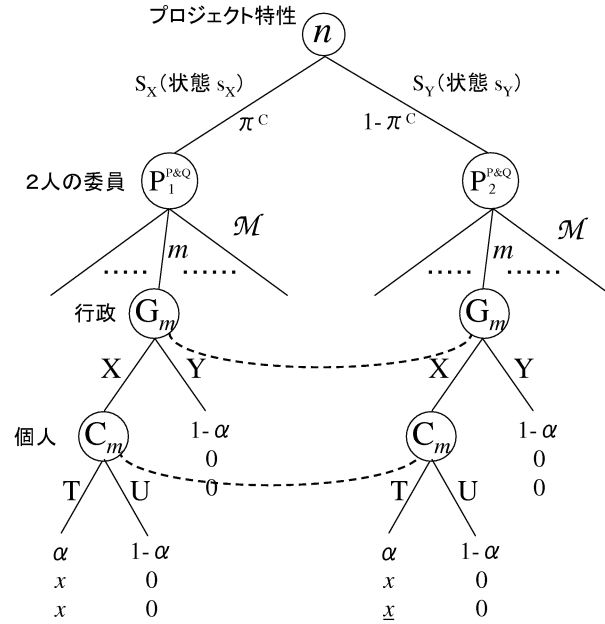 プロジェクト特性
n
S_X(状態 s_X) S_Y(状態 s_Y)
π^C 1-π^C
2人の委員 P_1^{P&Q} P_2^{P&Q}
ℳ ℳ
m m
...... ...... ...... ......
行政 G_m G_m
X Y X Y
個人 C_m 1-α C_m 1-α
0 0
0 0
T U T U
α 1-α α 1-α
x 0 x 0
x 0 x 0